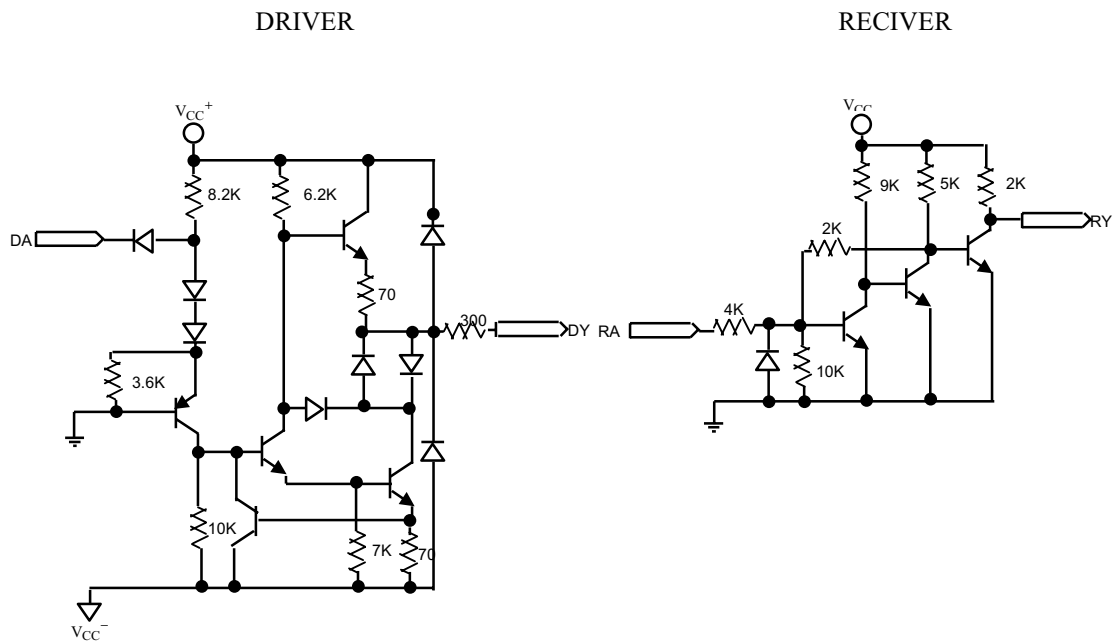 DRIVER
RECIVER
VCC+
VCC
8.2K
6.2K
9K
5K
2K
DA
RY
2K
70
300
DY
RA
4K
3.6K
10K
10K
7K
70
VCC−